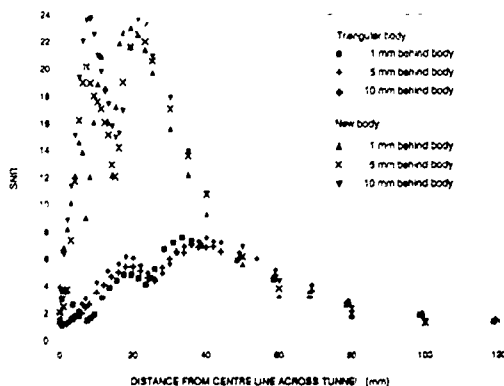 24
22
20
18
16
14
12
10
8
6
4
2
0
SNR
0
20
40
60
80
100
120
DISTANCE FROM CENTRE LINE ACROSS TUNNEL (mm)
Triangular body
1 mm behind body
5 mm behind body
10 mm behind body
New body
1 mm behind body
5 mm behind body
10 mm behind body